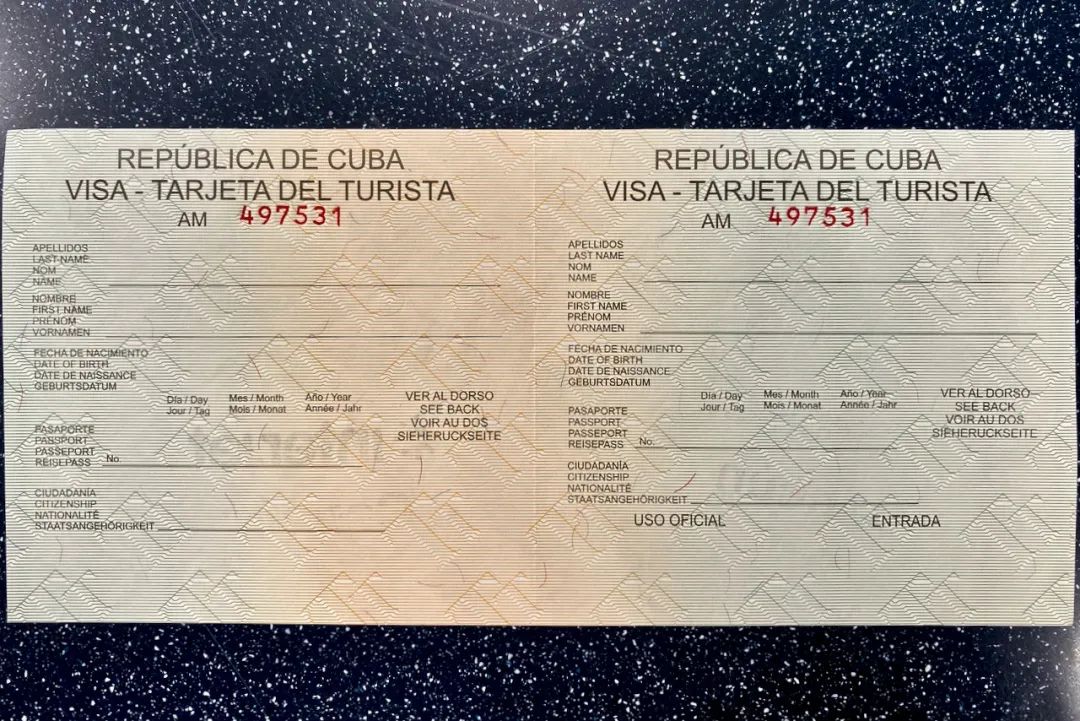 REPÚBLICA DE CUBA
VISA - TARJETA DEL TURISTA
AM 497531
APELLIDOS
LAST NAME
NOM
NAME
NOMBRE
FIRST NAME
PRÉNOM
VORNAMEN
FECHA DE NACIMIENTO
DATE OF BIRTH
DATE DE NAISSANCE
GEBURTSDATUM
Día / Day Mes / Month Año / Year
Jour / Tag Mois / Monat Année / Jahr
VER AL DORSO
SEE BACK
VOIR AU DOS
SIEHERUCKSEITE
PASAPORTE
PASSPORT
PASSEPORT
REISEPASS No.
CIUDADANÍA
CITIZENSHIP
NATIONALITÉ
STAATSANGEHÖRIGKEIT
REPÚBLICA DE CUBA
VISA - TARJETA DEL TURISTA
AM 497531
APELLIDOS
LAST NAME
NOM
NAME
NOMBRE
FIRST NAME
PRÉNOM
VORNAMEN
FECHA DE NACIMIENTO
DATE OF BIRTH
DATE DE NAISSANCE
GEBURTSDATUM
Día / Day Mes / Month Año / Year
Jour / Tag Mois / Monat Année / Jahr
VER AL DORSO
SEE BACK
VOIR AU DOS
SIEHERUCKSEITE
PASAPORTE
PASSPORT
PASSEPORT
REISEPASS No.
CIUDADANÍA
CITIZENSHIP
NATIONALITÉ
STAATSANGEHÖRIGKEIT
USO OFICIAL ENTRADA